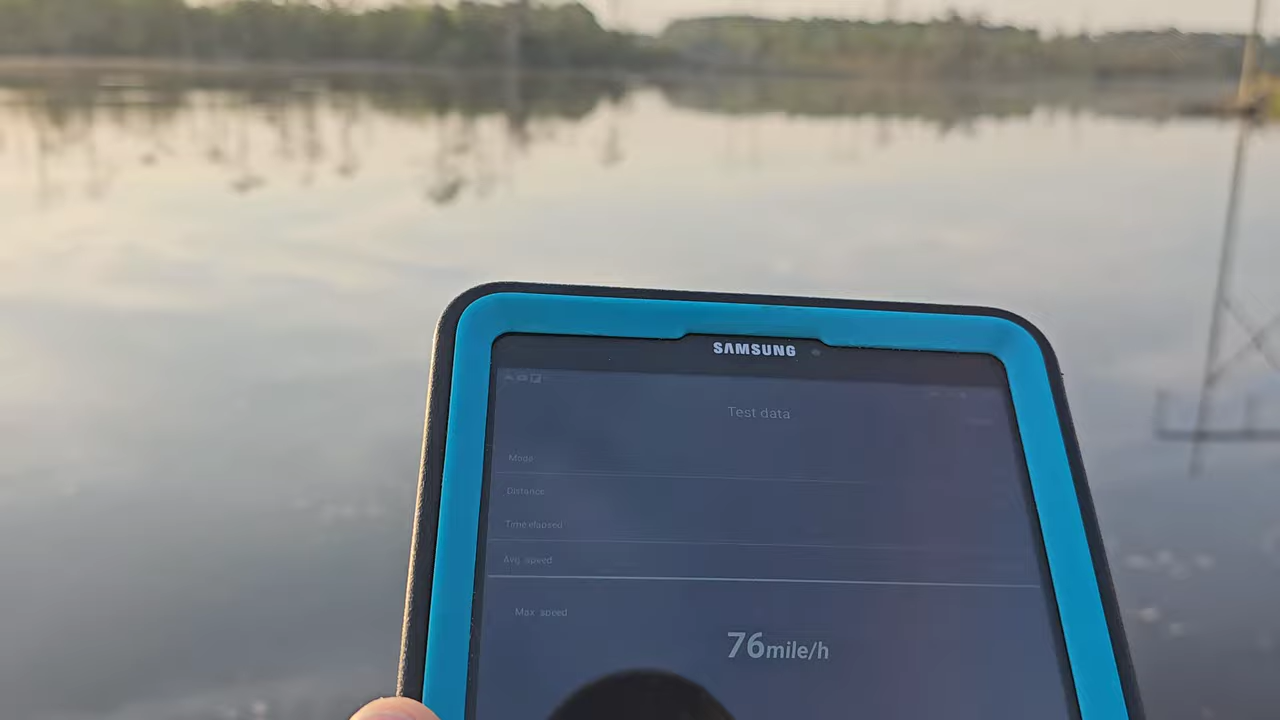 SAMSUNG
Test data
Mode
Distance
Time elapsed
Avg speed
Max speed
76mile/h